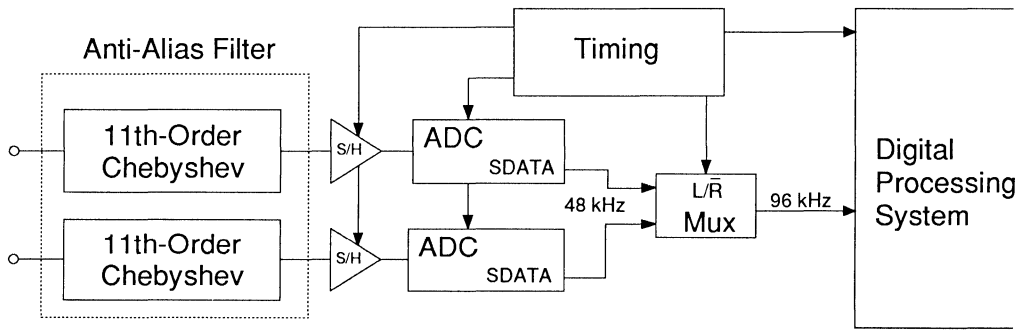 Anti-Alias Filter
Timing
11th-Order
Chebyshev
S/H
ADC
SDATA
48 kHz
L/R̅
Mux
96 kHz
Digital
Processing
System
11th-Order
Chebyshev
S/H
ADC
SDATA